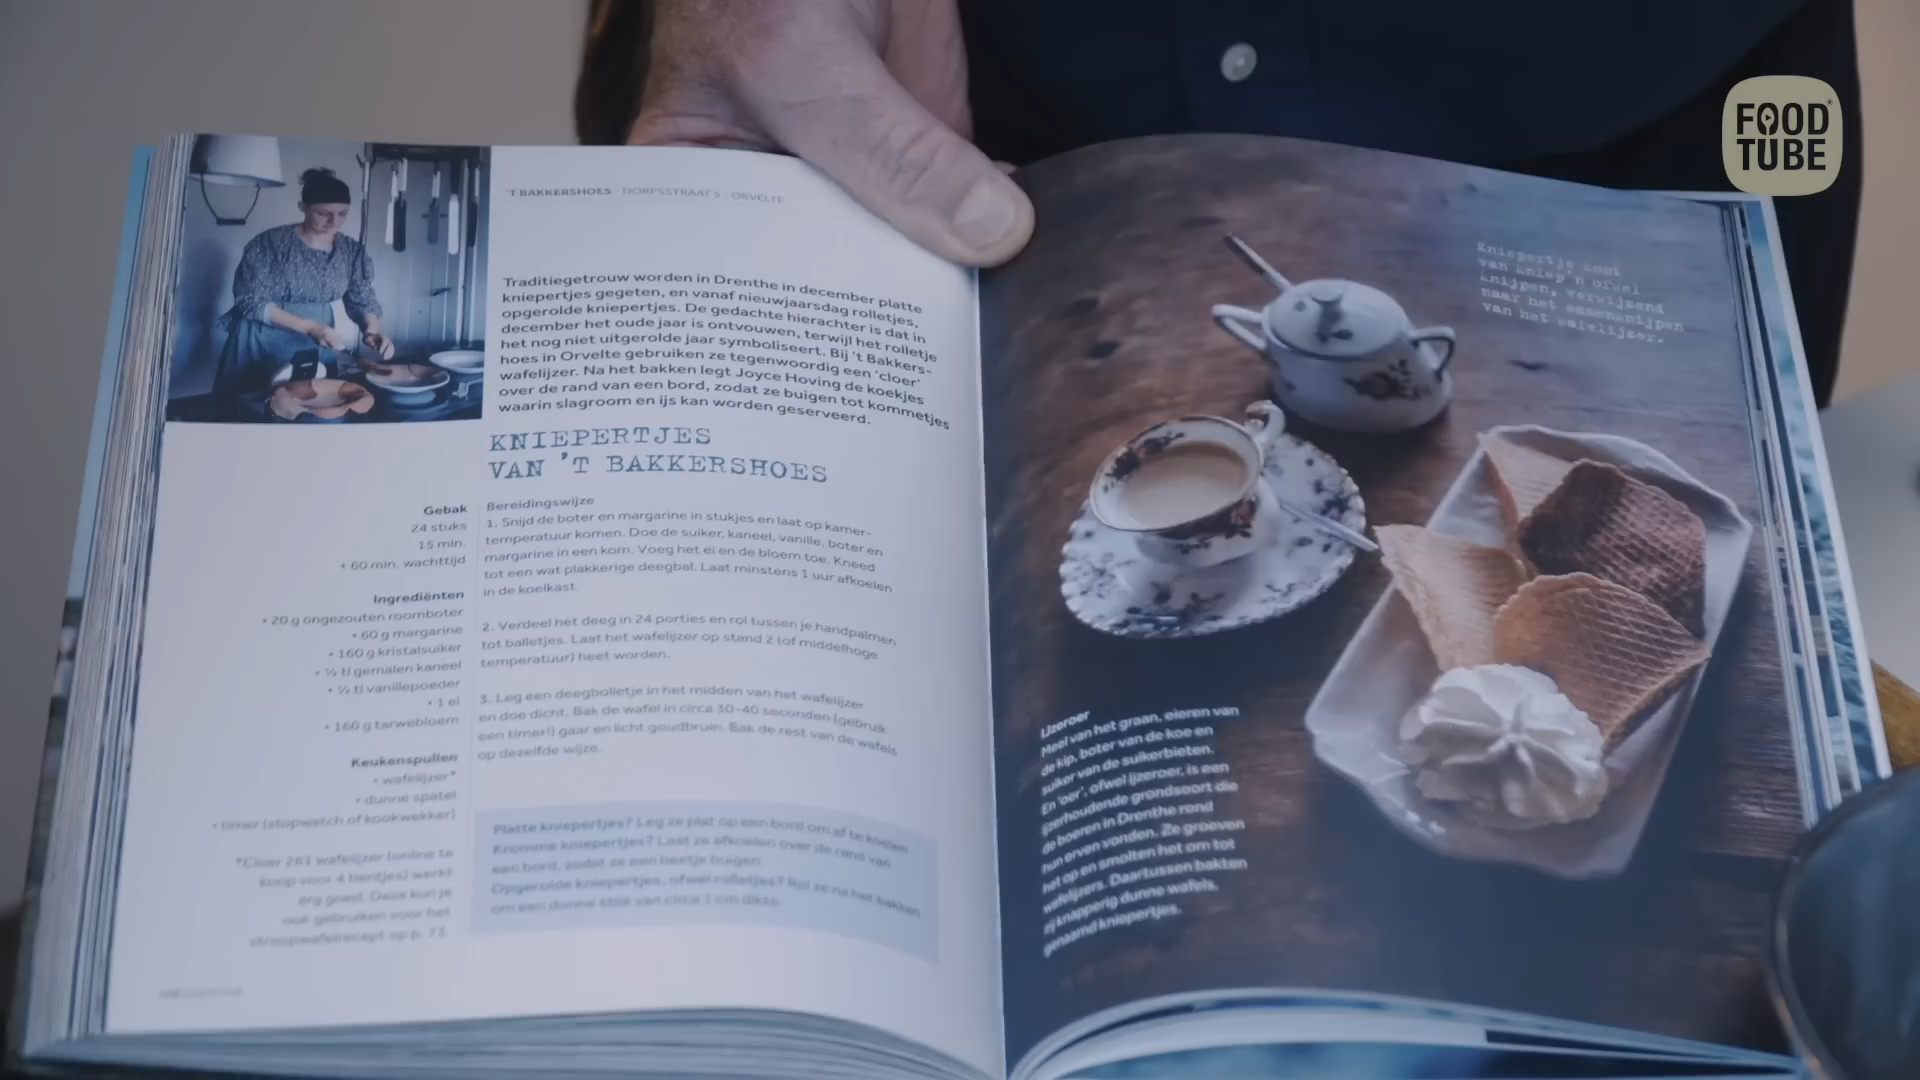 FOOD
TUBE
'T BAKKERSHOES - DORPSSTRAAT 5 - ORVELTE
Traditiegetrouw worden in Drenthe in december platte
kniepertjes gegeten, en vanaf nieuwjaarsdag rolletjes,
opgerolde kniepertjes. De gedachte hierachter is dat in
december het oude jaar is ontvouwen, terwijl het rolletje
het nog niet uitgerolde jaar symboliseert. Bij 't Bakkers-
hoes in Orvelte gebruiken ze tegenwoordig een 'cloer'
wafelijzer. Na het bakken legt Joyce Hoving de koekjes
over de rand van een bord, zodat ze buigen tot kommetjes
waarin slagroom en ijs kan worden geserveerd.
KNIEPERTJES
VAN 'T BAKKERSHOES
Gebak
24 stuks
15 min.
+ 60 min. wachttijd
Ingrediënten
• 20 g ongezouten roomboter
• 60 g margarine
• 160 g kristalsuiker
• ½ tl gemalen kaneel
• ½ tl vanillepoeder
• 1 ei
• 160 g tarwebloem
Keukenspullen
• wafelijzer*
• dunne spatel
• timer (stopwatch of kookwekker)
*Cloer 261 wafelijzer (online te
koop voor 4 tientjes) werkt
erg goed. Deze kun je
ook gebruiken voor het
stroopwafelrecept op p. 73.
Bereidingswijze
1. Snijd de boter en margarine in stukjes en laat op kamer-
temperatuur komen. Doe de suiker, kaneel, vanille, boter en
margarine in een kom. Voeg het ei en de bloem toe. Kneed
tot een wat plakkerige deegbal. Laat minstens 1 uur afkoelen
in de koelkast.
2. Verdeel het deeg in 24 porties en rol tussen je handpalmen
tot balletjes. Laat het wafelijzer op stand 2 (of middelhoge
temperatuur) heet worden.
3. Leg een deegbolletje in het midden van het wafelijzer
en doe dicht. Bak de wafel in circa 30-40 seconden (gebruik
een timer!) gaar en licht goudbruin. Bak de rest van de wafels
op dezelfde wijze.
Platte kniepertjes? Leg ze plat op een bord om af te koelen
Kromme kniepertjes? Laat ze afkoelen over de rand van
een bord, zodat ze een beetje buigen.
Opgerolde kniepertjes, ofwel rolletjes? Rol ze na het bakken
om een dunne stok van circa 1 cm dikte.
Kniepertje komt
van kniep'n ofwel
knijpen, verwijzend
naar het samenknijpen
van het wafelijzer.
IJzeroer
Meel van het graan, eieren van
de kip, boter van de koe en
suiker van de suikerbieten.
En 'oer', ofwel ijzeroer, is een
ijzerhoudende grondsoort die
de boeren in Drenthe rond
hun erven vonden. Ze groeven
het op en smolten het om tot
wafelijzers. Daartussen bakten
zij knapperig dunne wafels,
genaamd kniepertjes.